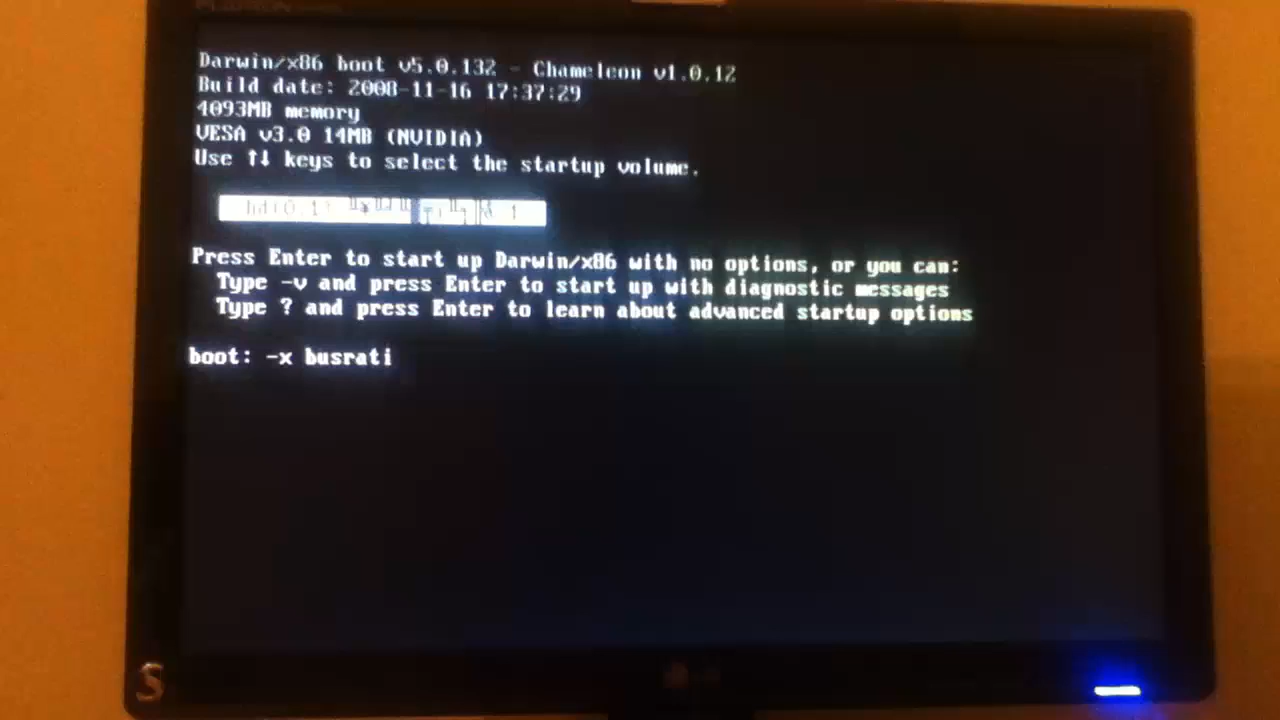 Darwin/x86 boot v5.0.132 - Chameleon v1.0.12
Build date: 2008-11-16 17:37:29
4093MB memory
VESA v3.0 14MB (NVIDIA)
Use ↑↓ keys to select the startup volume.
hd(0,1)
Press Enter to start up Darwin/x86 with no options, or you can:
Type -v and press Enter to start up with diagnostic messages
Type ? and press Enter to learn about advanced startup options
boot: -x busrati